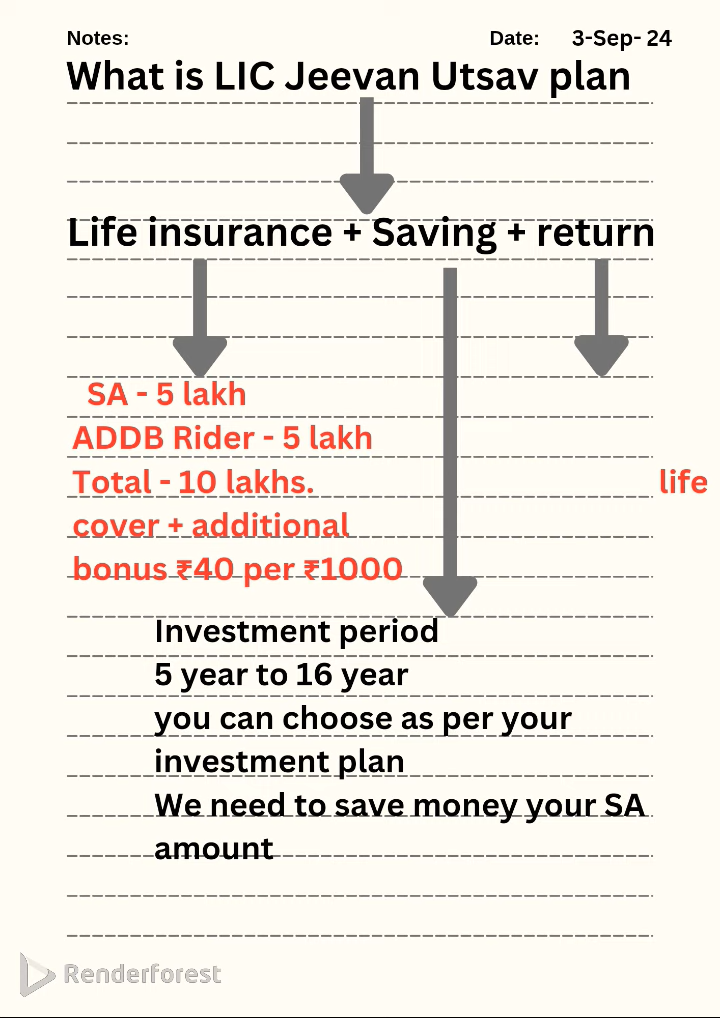 Notes: Date: 3-Sep- 24
What is LIC Jeevan Utsav plan
Life insurance + Saving + return
SA - 5 lakh
ADDB Rider - 5 lakh
Total - 10 lakhs. life
cover + additional
bonus ₹40 per ₹1000
Investment period
5 year to 16 year
you can choose as per your
investment plan
We need to save money your SA
amount
Renderforest